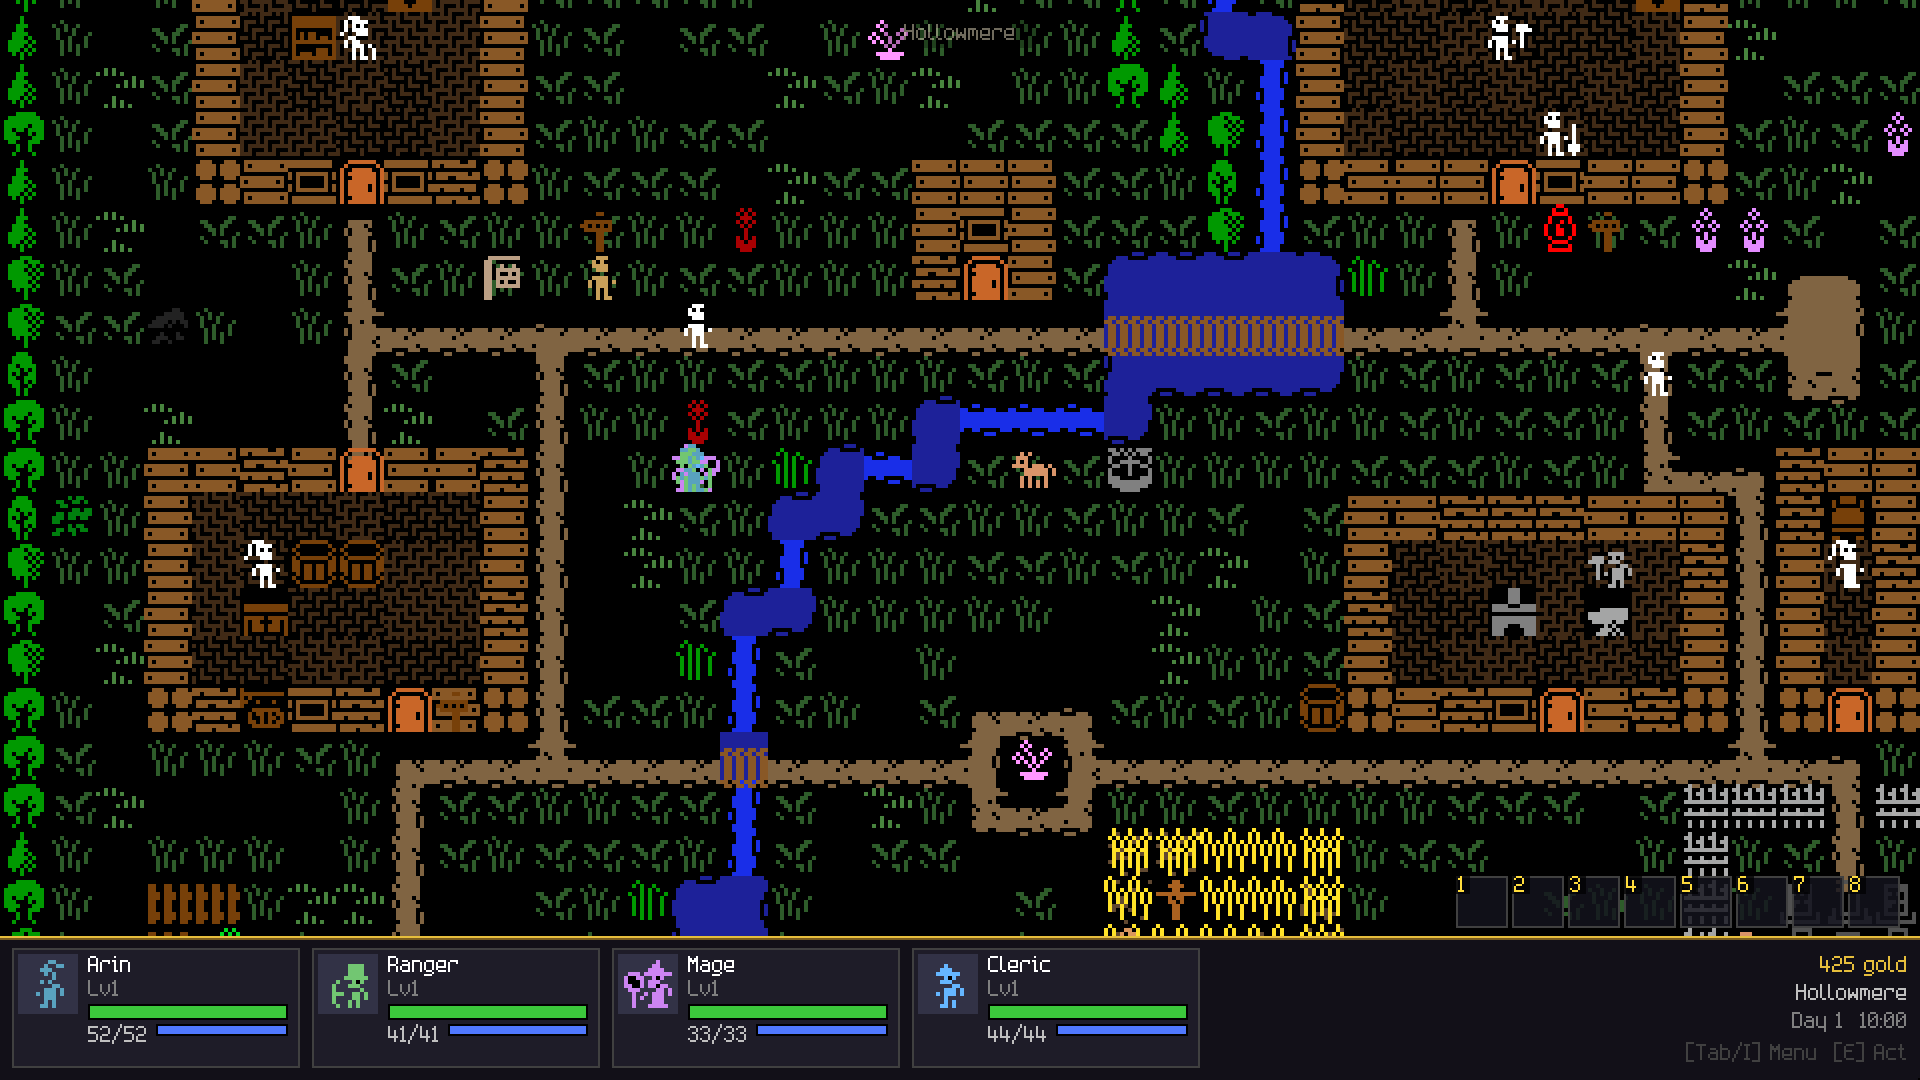 Hollowmere
1 2 3 4 5 6 7 8
Arin
Lv1
52/52
Ranger
Lv1
41/41
Mage
Lv1
33/33
Cleric
Lv1
44/44
425 gold
Hollowmere
Day 1 10:00
[Tab/I] Menu [E] Act